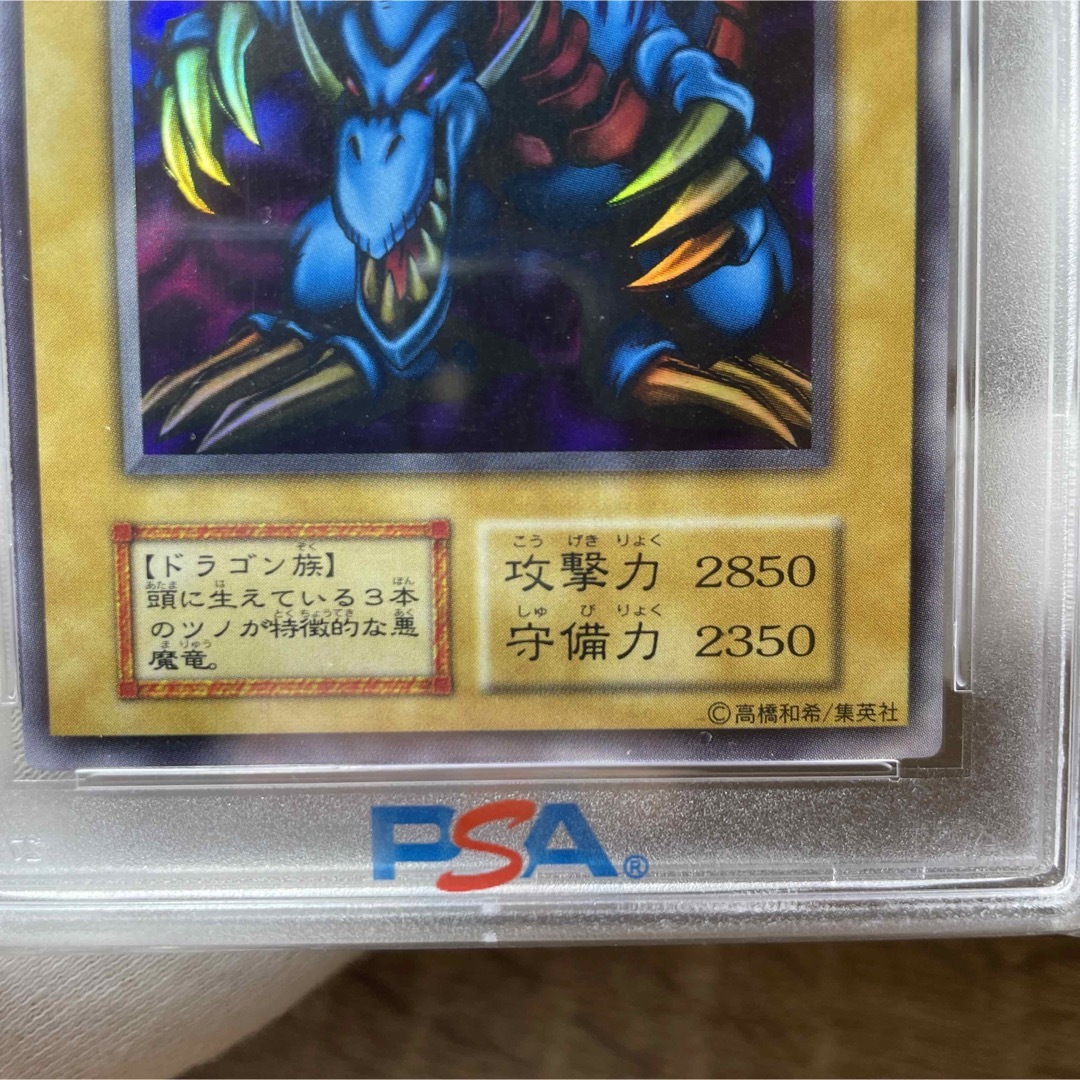 【ドラゴン族】
頭に生えている3本
のツノが特徴的な悪
魔竜。
攻撃力 2850
守備力 2350
©高橋和希/集英社
PSA®